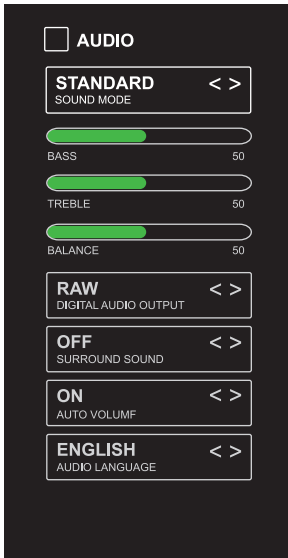 AUDIO
STANDARD < >
SOUND MODE
BASS 50
TREBLE 50
BALANCE 50
RAW < >
DIGITAL AUDIO OUTPUT
OFF < >
SURROUND SOUND
ON < >
AUTO VOLUMF
ENGLISH < >
AUDIO LANGUAGE